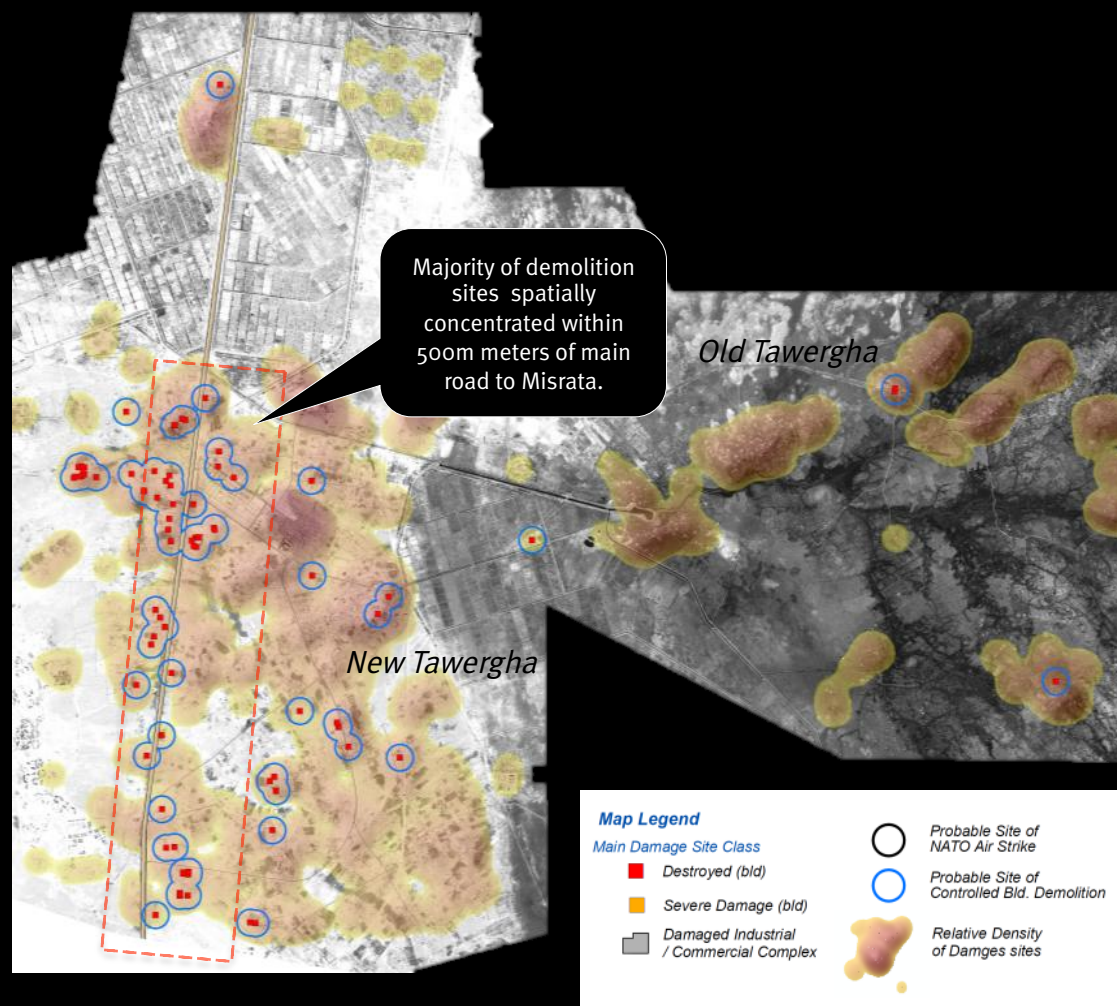 Majority of demolition
sites spatially
concentrated within
500m meters of main
road to Misrata.
Old Tawergha
New Tawergha
Map Legend
Main Damage Site Class
Destroyed (bld)
Severe Damage (bld)
Damaged Industrial
/ Commercial Complex
Probable Site of
NATO Air Strike
Probable Site of
Controlled Bld. Demolition
Relative Density
of Damges sites